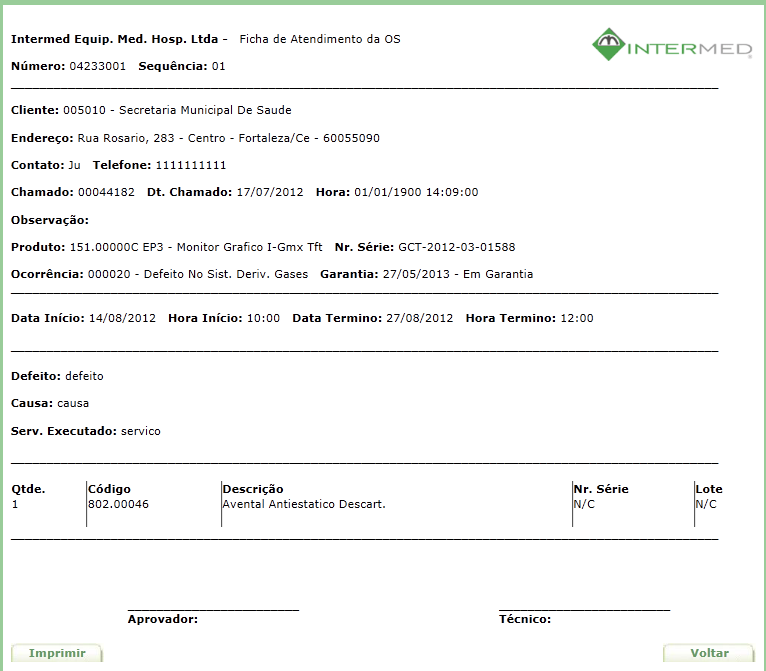 Intermed Equip. Med. Hosp. Ltda - Ficha de Atendimento da OS
INTERMED
Número: 04233001 Sequência: 01
Cliente: 005010 - Secretaria Municipal De Saude
Endereço: Rua Rosario, 283 - Centro - Fortaleza/Ce - 60055090
Contato: Ju Telefone: 1111111111
Chamado: 00044182 Dt. Chamado: 17/07/2012 Hora: 01/01/1900 14:09:00
Observação:
Produto: 151.00000C EP3 - Monitor Grafico I-Gmx Tft Nr. Série: GCT-2012-03-01588
Ocorrência: 000020 - Defeito No Sist. Deriv. Gases Garantia: 27/05/2013 - Em Garantia
Data Início: 14/08/2012 Hora Início: 10:00 Data Termino: 27/08/2012 Hora Termino: 12:00
Defeito: defeito
Causa: causa
Serv. Executado: servico
Qtde. Código Descrição Nr. Série Lote
1 802.00046 Avental Antiestatico Descart. N/C N/C
Aprovador: Técnico:
Imprimir Voltar